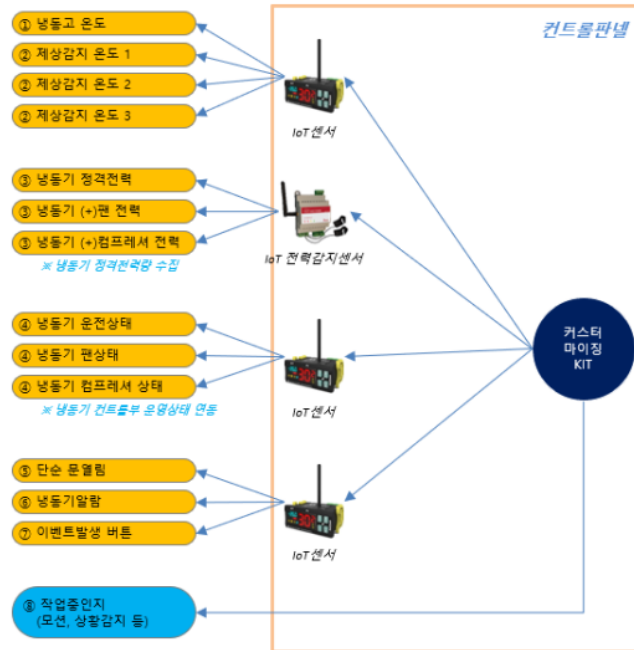 컨트롤판넬
① 냉동고 온도
② 제상감지 온도 1
② 제상감지 온도 2
② 제상감지 온도 3
IoT센서
③ 냉동기 정격전력
③ 냉동기 (+)팬 전력
③ 냉동기 (+)컴프레셔 전력
※ 냉동기 정격전력량 수집
IoT 전력감지센서
④ 냉동기 운전상태
④ 냉동기 팬상태
④ 냉동기 컴프레셔 상태
※ 냉동기 컨트롤부 운영상태 연동
IoT센서
커스터
마이징
KIT
⑤ 단순 문열림
⑥ 냉동기알람
⑦ 이벤트발생 버튼
IoT센서
⑧ 작업중인지
(모션, 상황감지 등)